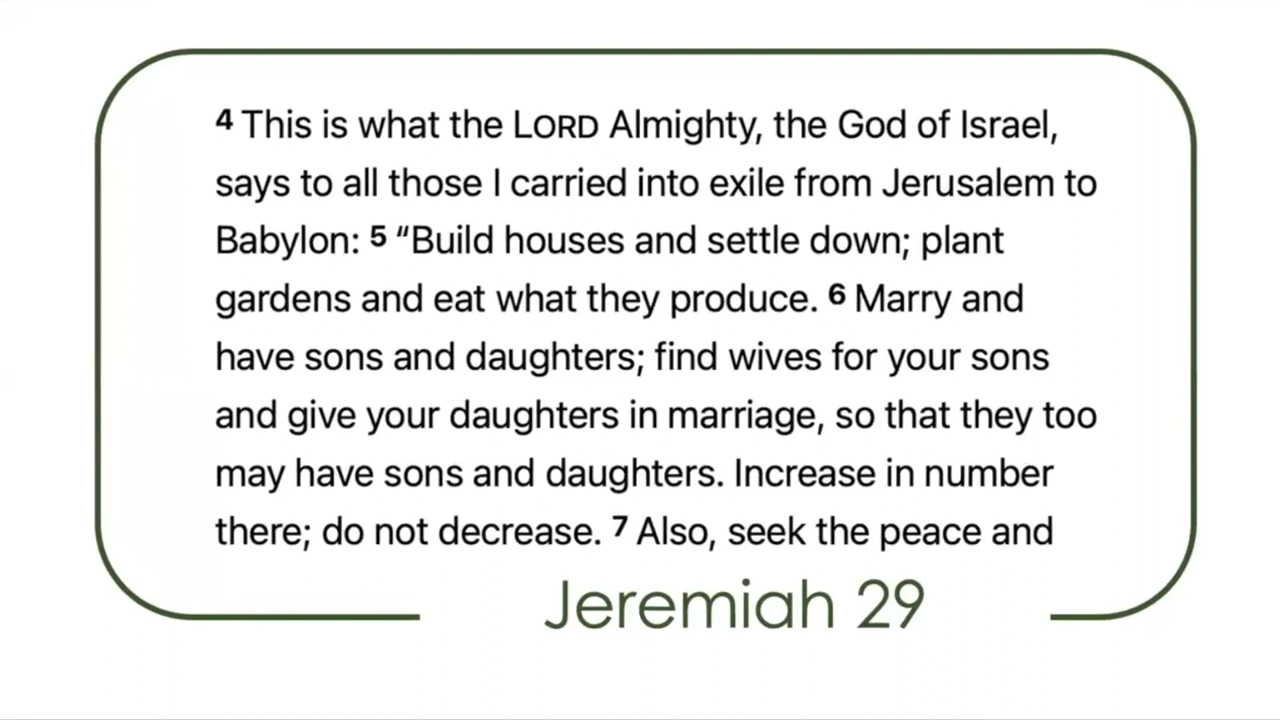 4 This is what the LORD Almighty, the God of Israel,
says to all those I carried into exile from Jerusalem to
Babylon: 5 “Build houses and settle down; plant
gardens and eat what they produce. 6 Marry and
have sons and daughters; find wives for your sons
and give your daughters in marriage, so that they too
may have sons and daughters. Increase in number
there; do not decrease. 7 Also, seek the peace and
Jeremiah 29